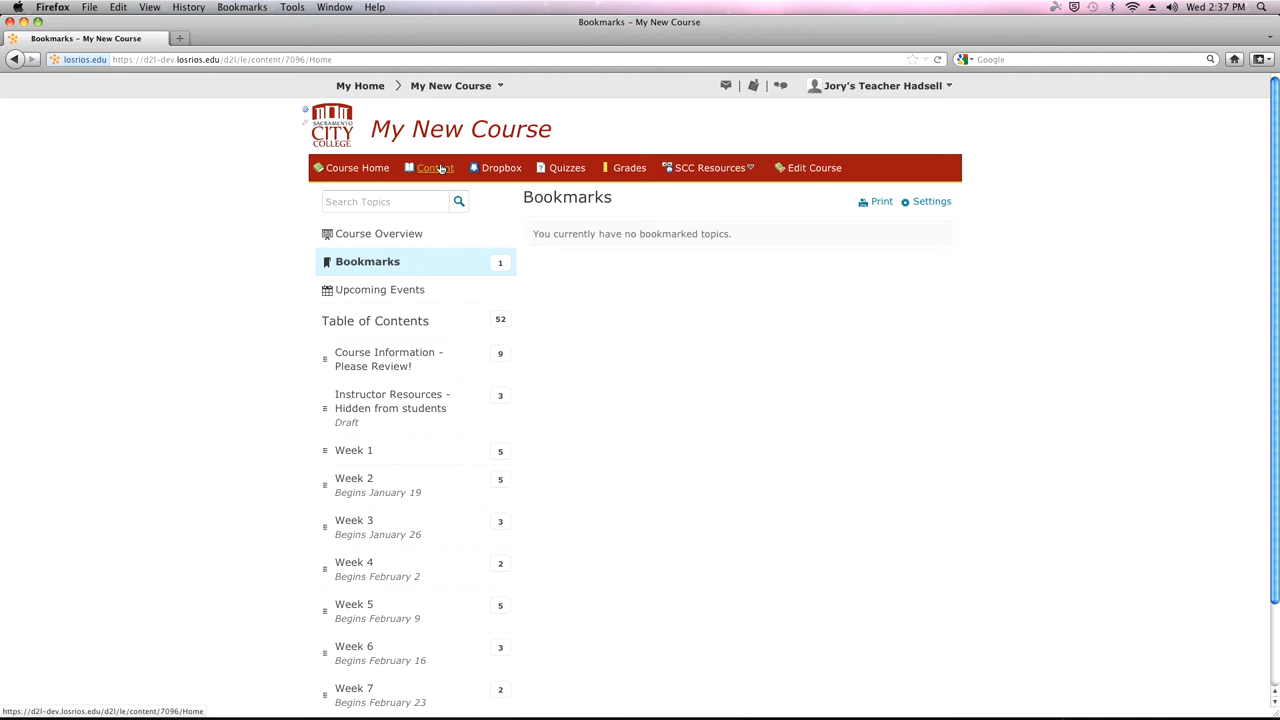 Firefox File Edit View History Bookmarks Tools Window Help Wed 2:37 PM
Bookmarks – My New Course
Bookmarks – My New Course
losrios.edu https://d2l-dev.losrios.edu/d2l/le/content/7096/Home Google
My Home My New Course Jory's Teacher Hadsell
SACRAMENTO
CITY
COLLEGE
My New Course
Course Home Content Dropbox Quizzes Grades SCC Resources Edit Course
Search Topics
Bookmarks
Print Settings
Course Overview
You currently have no bookmarked topics.
Bookmarks 1
Upcoming Events
Table of Contents 52
Course Information - 9
Please Review!
Instructor Resources - 3
Hidden from students
Draft
Week 1 5
Week 2 5
Begins January 19
Week 3 3
Begins January 26
Week 4 2
Begins February 2
Week 5 5
Begins February 9
Week 6 3
Begins February 16
Week 7 2
Begins February 23
https://d2l-dev.losrios.edu/d2l/le/content/7096/Home